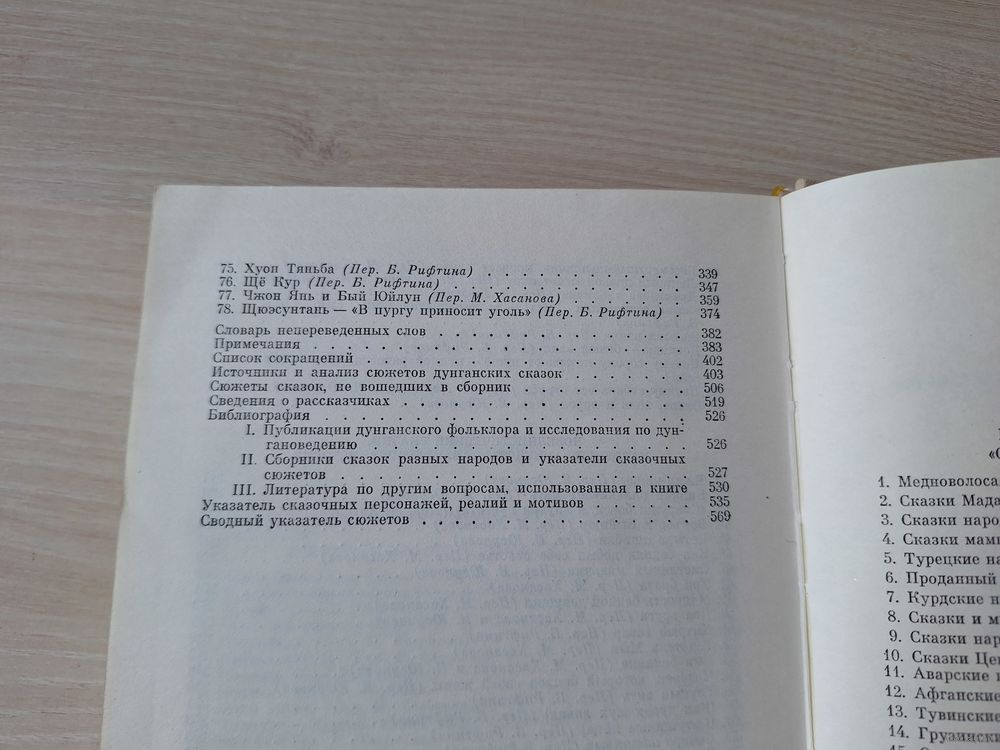 75. Хуон Тяньба (Пер. Б. Рифтина) . . . . . . . . . . . 339
76. Щё Кур (Пер. Б. Рифтина) . . . . . . . . . . . . . 347
77. Чжон Янь и Бый Юйлун (Пер. М. Хасанова) . . . . . . 359
78. Щюэсунтань — «В пургу приносит уголь» (Пер. Б. Рифтина) . 374
Словарь непереведенных слов . . . . . . . . . . . . . 382
Примечания . . . . . . . . . . . . . . . . . . . . . 383
Список сокращений . . . . . . . . . . . . . . . . . . 402
Источники и анализ сюжетов дунганских сказок . . . . . . 403
Сюжеты сказок, не вошедших в сборник . . . . . . . . . 506
Сведения о рассказчиках . . . . . . . . . . . . . . . 519
Библиография . . . . . . . . . . . . . . . . . . . . 526
I. Публикации дунганского фольклора и исследования по дун-
гановедению . . . . . . . . . . . . . . . . . . . 526
II. Сборники сказок разных народов и указатели сказочных
сюжетов . . . . . . . . . . . . . . . . . . . . . 527
III. Литература по другим вопросам, использованная в книге 530
Указатель сказочных персонажей, реалий и мотивов . . . . . 535
Сводный указатель сюжетов . . . . . . . . . . . . . . 569
1. Медноволоса
2. Сказки Мада
3. Сказки наро
4. Сказки
5. Турецкие
6. Проданный
7. Курдские
8. Сказки и
9. Сказки нар
10. Сказки Цен
11. Аварские
12. Афганские
13. Тувинские
14. Грузински